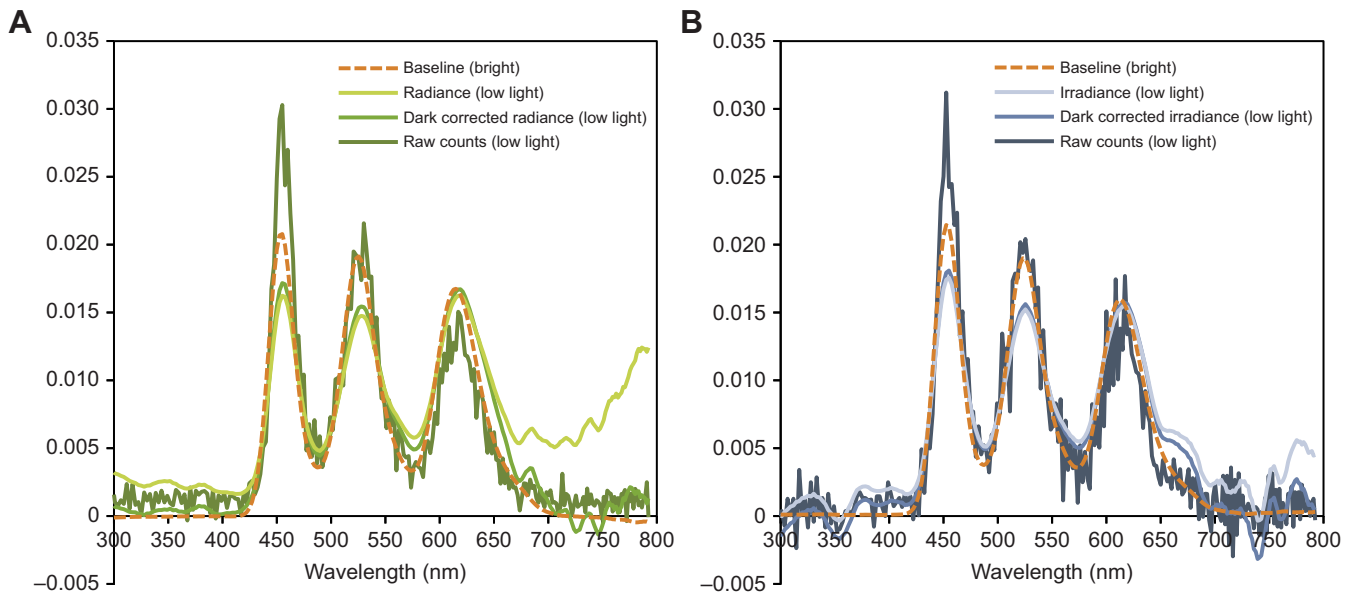 A
0.035
0.030
0.025
0.020
0.015
0.010
0.005
0
–0.005
300 350 400 450 500 550 600 650 700 750 800
Wavelength (nm)
Baseline (bright)
Radiance (low light)
Dark corrected radiance (low light)
Raw counts (low light)
B
0.035
0.030
0.025
0.020
0.015
0.010
0.005
0
–0.005
300 350 400 450 500 550 600 650 700 750 800
Wavelength (nm)
Baseline (bright)
Irradiance (low light)
Dark corrected irradiance (low light)
Raw counts (low light)